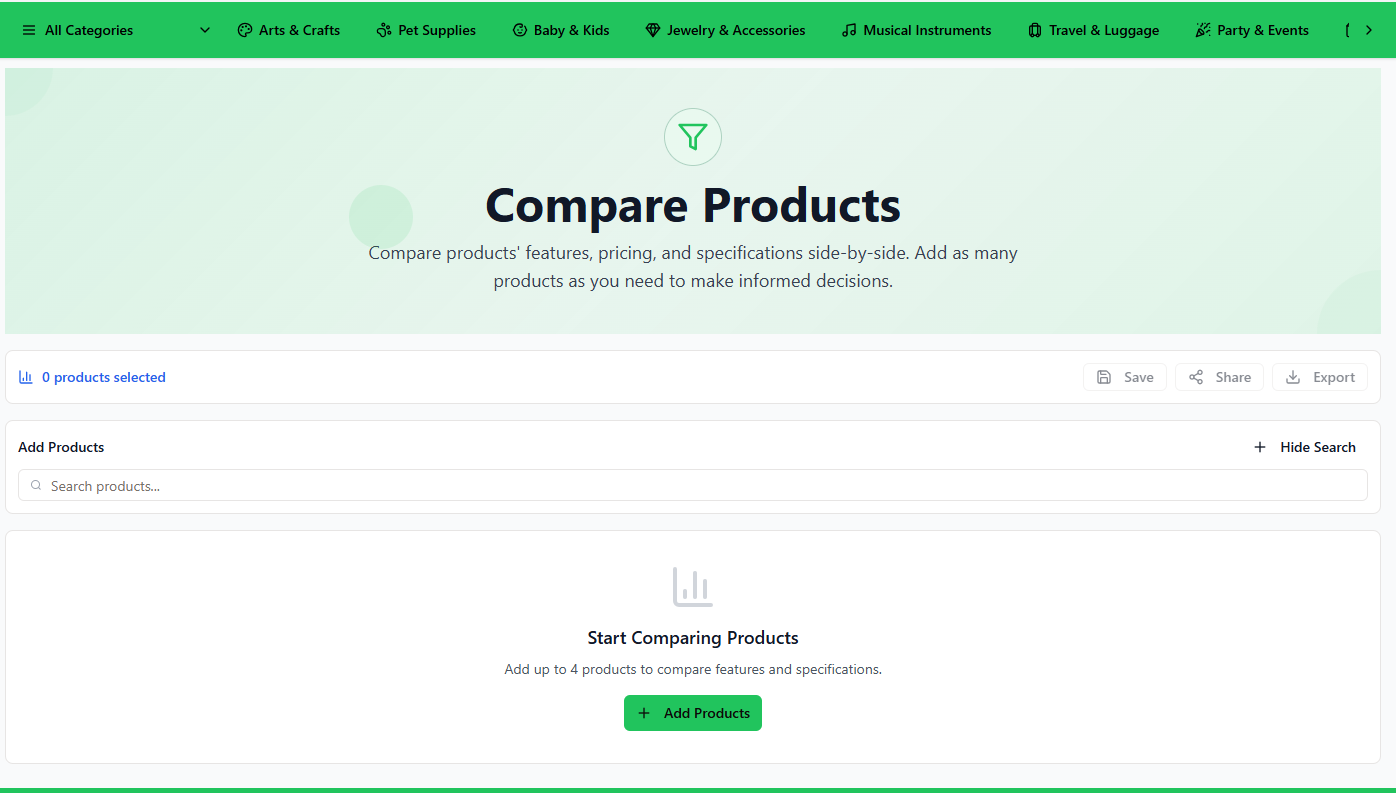 All Categories
Arts & Crafts
Pet Supplies
Baby & Kids
Jewelry & Accessories
Musical Instruments
Travel & Luggage
Party & Events
Compare Products
Compare products' features, pricing, and specifications side-by-side. Add as many
products as you need to make informed decisions.
0 products selected
Save
Share
Export
Add Products
Hide Search
Search products...
Start Comparing Products
Add up to 4 products to compare features and specifications.
Add Products